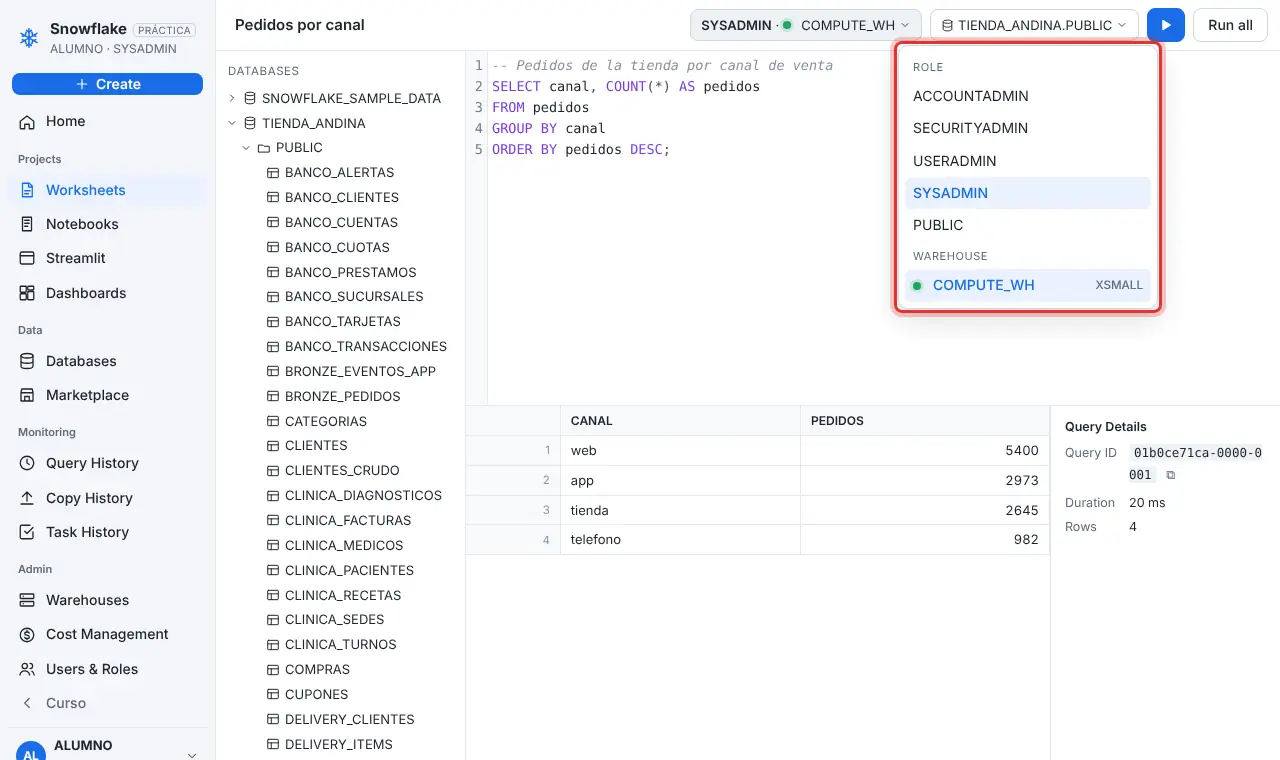 Snowflake PRÁCTICA
ALUMNO · SYSADMIN
+ Create
Home
Projects
Worksheets
Notebooks
Streamlit
Dashboards
Data
Databases
Marketplace
Monitoring
Query History
Copy History
Task History
Admin
Warehouses
Cost Management
Users & Roles
Curso
AL
ALUMNO
Pedidos por canal
SYSADMIN · COMPUTE_WH
TIENDA_ANDINA.PUBLIC
Run all
DATABASES
SNOWFLAKE_SAMPLE_DATA
TIENDA_ANDINA
PUBLIC
BANCO_ALERTAS
BANCO_CLIENTES
BANCO_CUENTAS
BANCO_CUOTAS
BANCO_PRESTAMOS
BANCO_SUCURSALES
BANCO_TARJETAS
BANCO_TRANSACCIONES
BRONZE_EVENTOS_APP
BRONZE_PEDIDOS
CATEGORIAS
CLIENTES
CLIENTES_CRUDO
CLINICA_DIAGNOSTICOS
CLINICA_FACTURAS
CLINICA_MEDICOS
CLINICA_PACIENTES
CLINICA_RECETAS
CLINICA_SEDES
CLINICA_TURNOS
COMPRAS
CUPONES
DELIVERY_CLIENTES
DELIVERY_ITEMS
1 -- Pedidos de la tienda por canal de venta
2 SELECT canal, COUNT(*) AS pedidos
3 FROM pedidos
4 GROUP BY canal
5 ORDER BY pedidos DESC;
ROLE
ACCOUNTADMIN
SECURITYADMIN
USERADMIN
SYSADMIN
PUBLIC
WAREHOUSE
COMPUTE_WH XSMALL
CANAL PEDIDOS
1 web 5400
2 app 2973
3 tienda 2645
4 telefono 982
Query Details
Query ID 01b0ce71ca-0000-0
001
Duration 20 ms
Rows 4